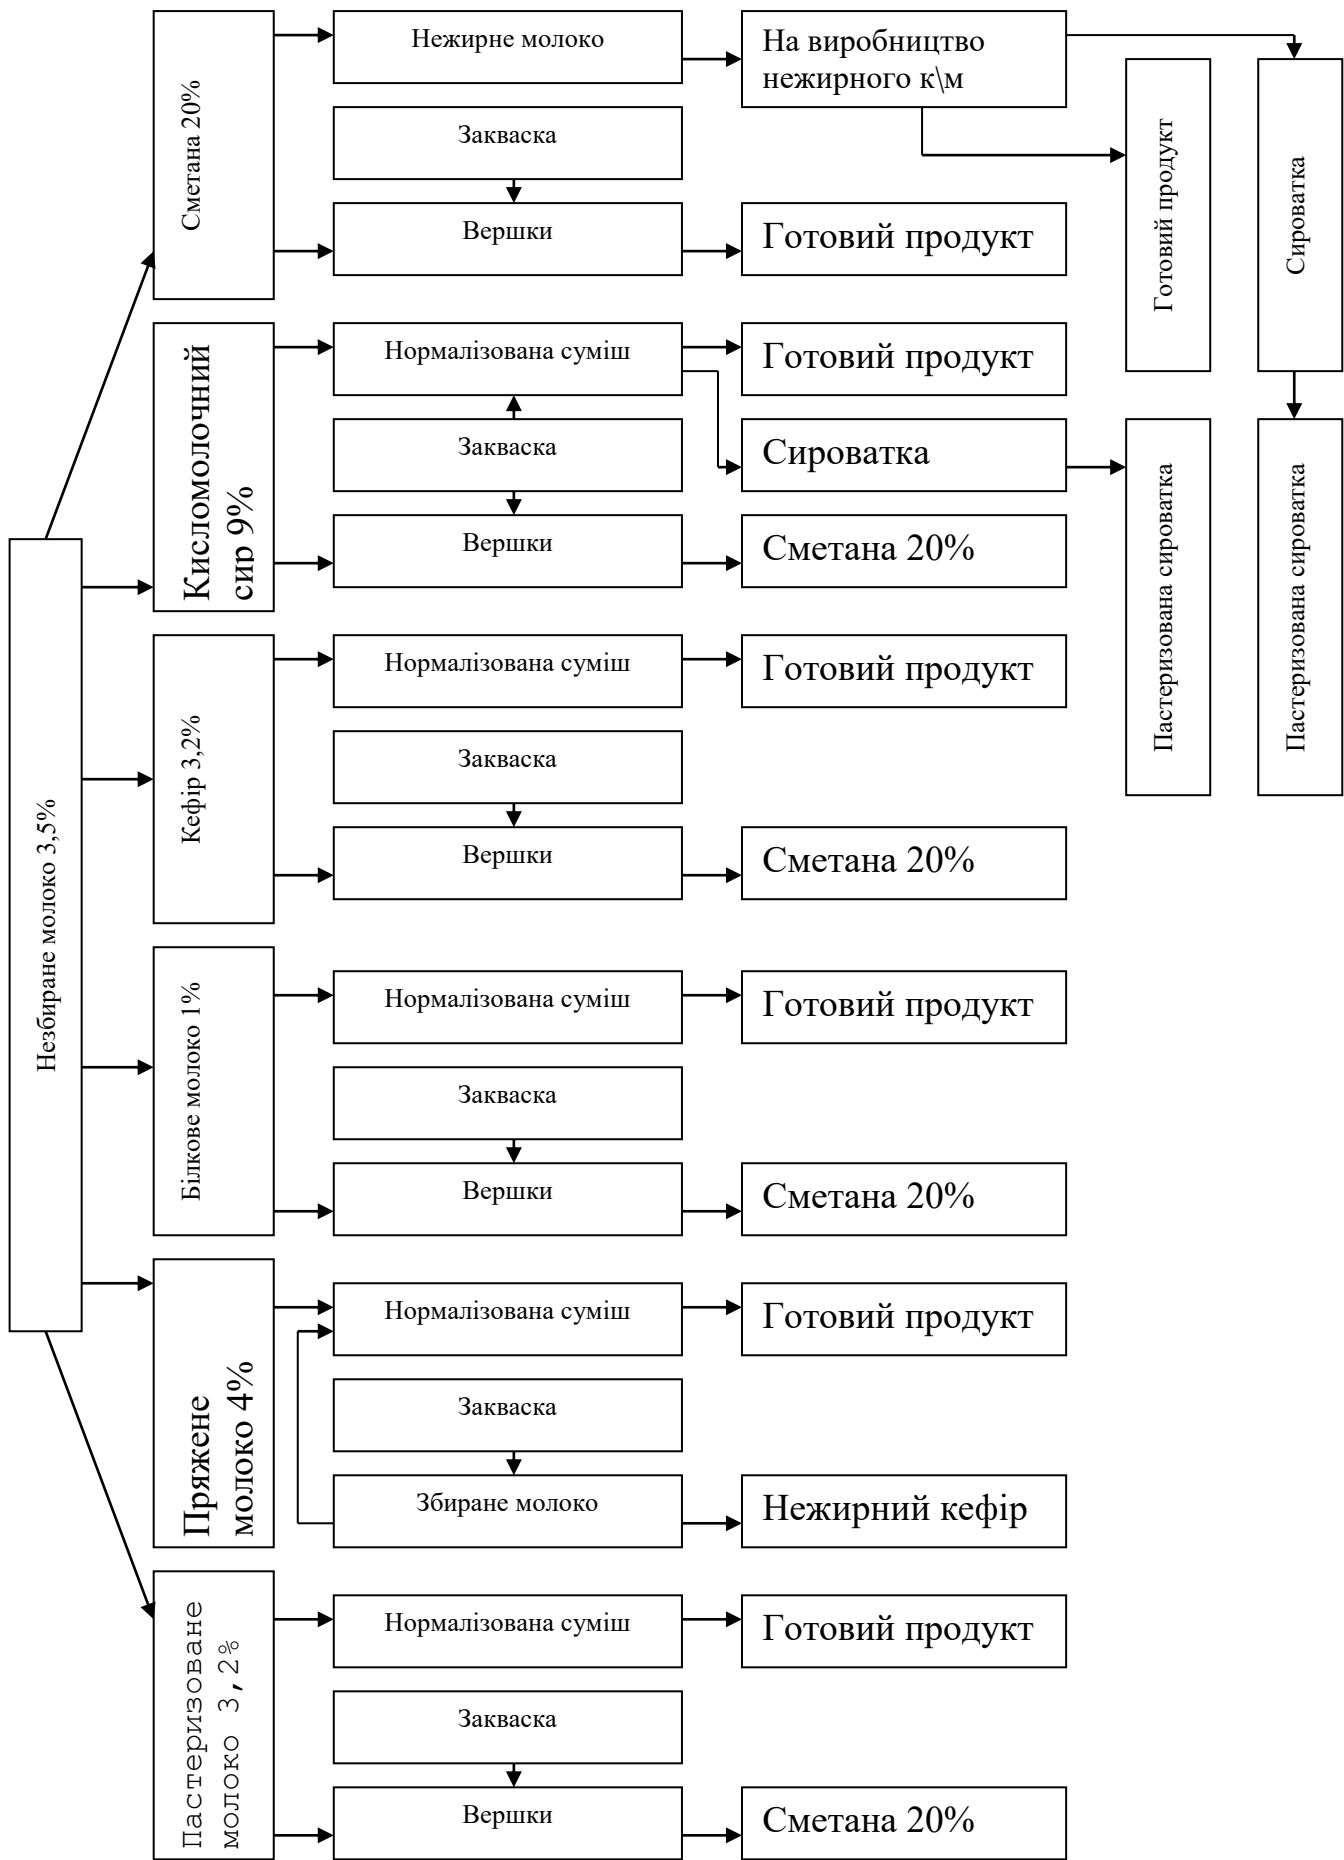 Незбиране молоко 3,5%
Сметана 20%
Нежирне молоко
На виробництво
нежирного к\м
Готовий продукт
Сироватка
Закваска
Вершки
Готовий продукт
Кисломолочний
сир 9%
Нормалізована суміш
Готовий продукт
Закваска
Сироватка
Пастеризована сироватка
Пастеризована сироватка
Вершки
Сметана 20%
Кефір 3,2%
Нормалізована суміш
Готовий продукт
Закваска
Вершки
Сметана 20%
Білкове молоко 1%
Нормалізована суміш
Готовий продукт
Закваска
Вершки
Сметана 20%
Пряжене
молоко 4%
Нормалізована суміш
Готовий продукт
Закваска
Збиране молоко
Нежирний кефір
Пастеризоване
молоко 3,2%
Нормалізована суміш
Готовий продукт
Закваска
Вершки
Сметана 20%